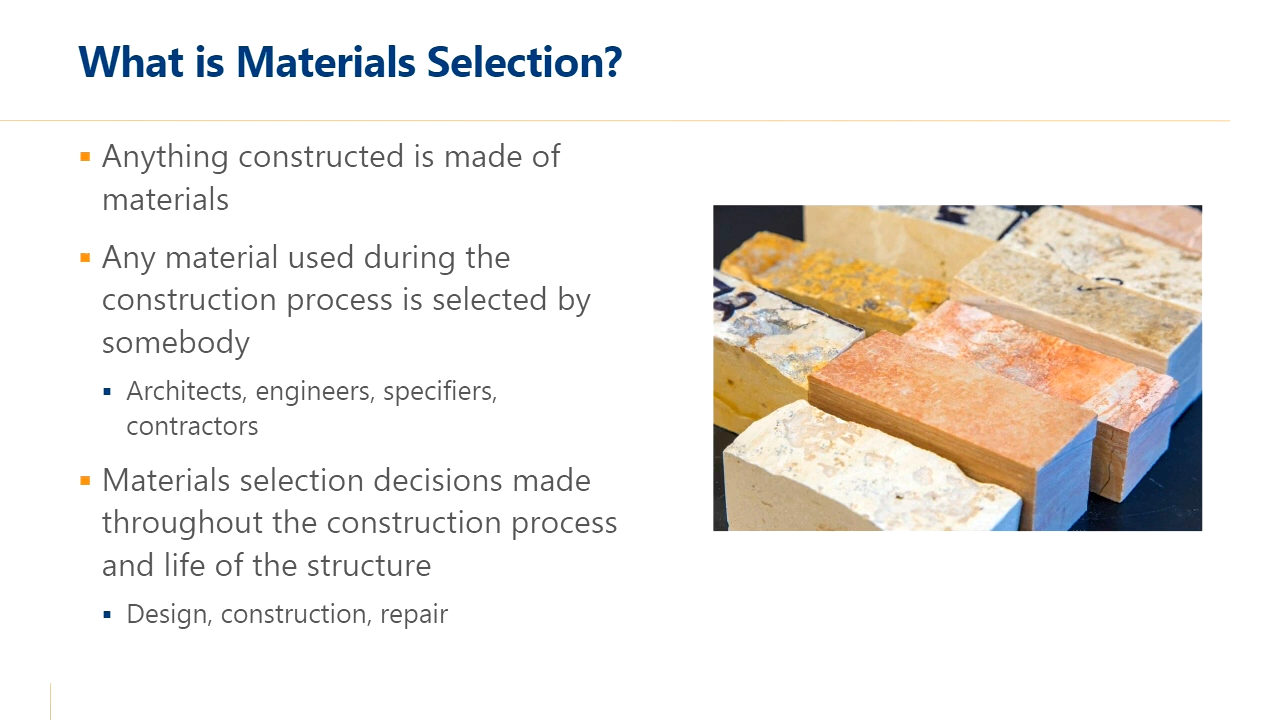 What is Materials Selection?
Anything constructed is made of
materials
Any material used during the
construction process is selected by
somebody
Architects, engineers, specifiers,
contractors
Materials selection decisions made
throughout the construction process
and life of the structure
Design, construction, repair